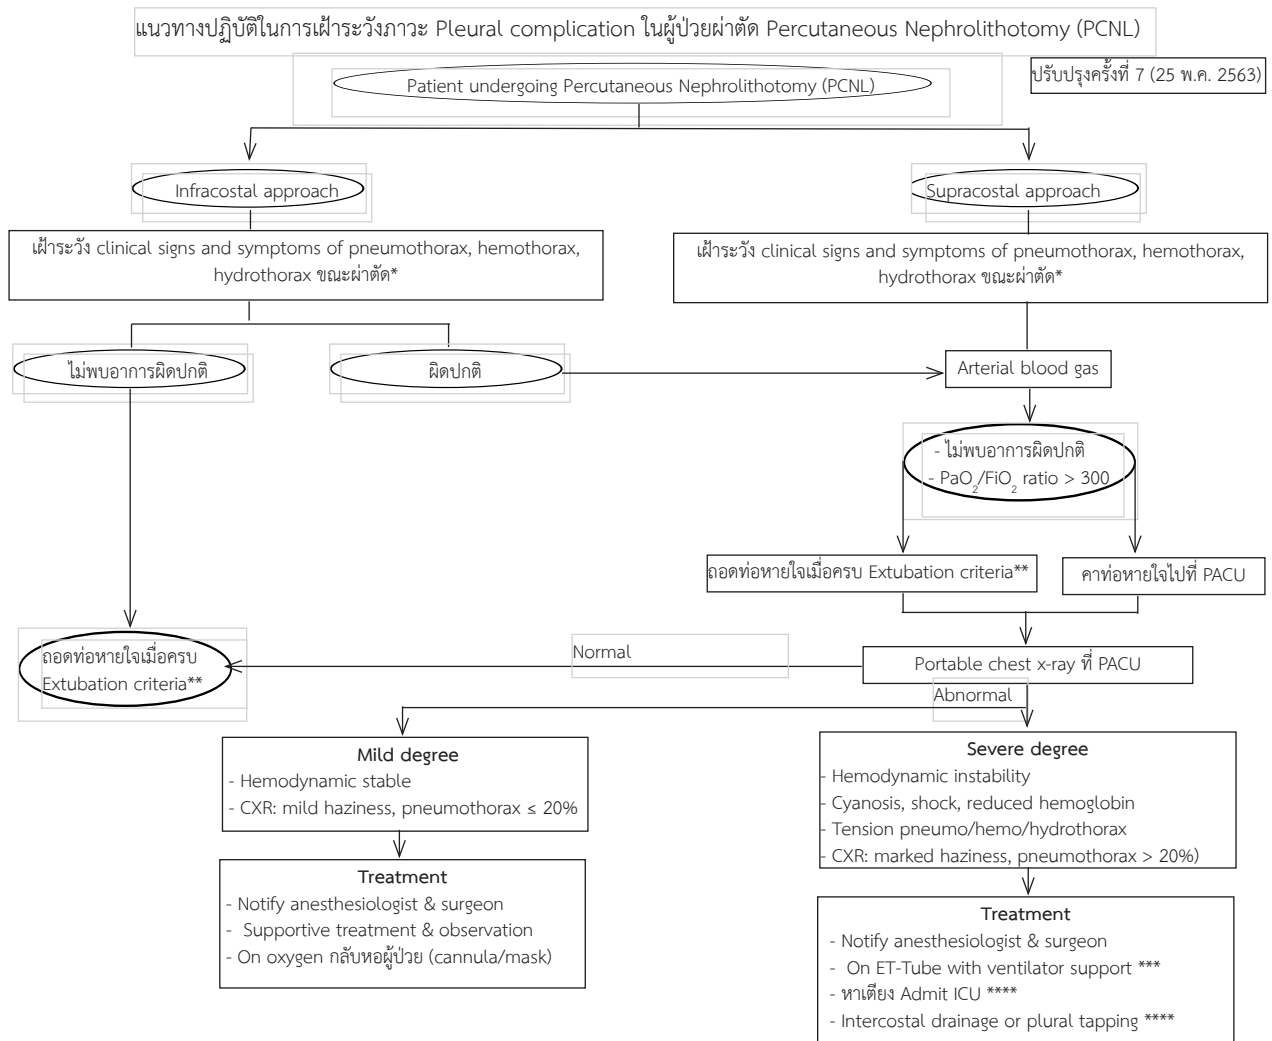 แนวทางปฏิบัติในการเฝ้าระวังภาวะ Pleural complication ในผู้ป่วยผ่าตัด Percutaneous Nephrolithotomy (PCNL)
ปรับปรุงครั้งที่ 7 (25 พ.ค. 2563)
Patient undergoing Percutaneous Nephrolithotomy (PCNL)
Infracostal approach
Supracostal approach
เฝ้าระวัง clinical signs and symptoms of pneumothorax, hemothorax,
hydrothorax ขณะผ่าตัด*
เฝ้าระวัง clinical signs and symptoms of pneumothorax, hemothorax,
hydrothorax ขณะผ่าตัด*
ไม่พบอาการผิดปกติ
ผิดปกติ
Arterial blood gas
- ไม่พบอาการผิดปกติ
- PaO2/FiO2 ratio > 300
ถอดท่อหายใจเมื่อครบ Extubation criteria**
คาท่อหายใจไปที่ PACU
ถอดท่อหายใจเมื่อครบ
Extubation criteria**
Normal
Portable chest x-ray ที่ PACU
Abnormal
Mild degree
- Hemodynamic stable
- CXR: mild haziness, pneumothorax ≤ 20%
Severe degree
- Hemodynamic instability
- Cyanosis, shock, reduced hemoglobin
- Tension pneumo/hemo/hydrothorax
- CXR: marked haziness, pneumothorax > 20%)
Treatment
- Notify anesthesiologist & surgeon
- Supportive treatment & observation
- On oxygen กลับหอผู้ป่วย (cannula/mask)
Treatment
- Notify anesthesiologist & surgeon
- On ET-Tube with ventilator support ***
- หาเตียง Admit ICU ****
- Intercostal drainage or plural tapping ****